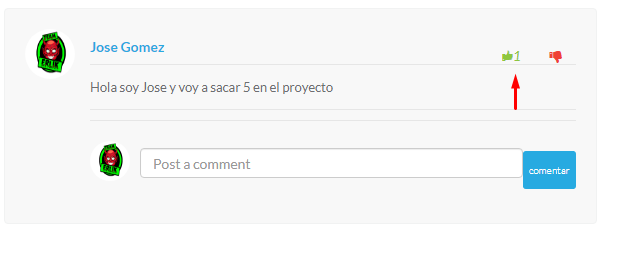 Jose Gomez
1
Hola soy Jose y voy a sacar 5 en el proyecto
Post a comment
comentar